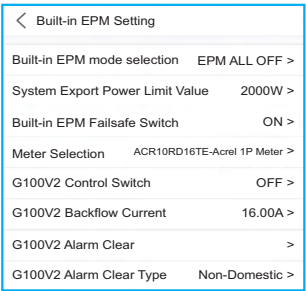 < Built-in EPM Setting
Built-in EPM mode selection EPM ALL OFF >
System Export Power Limit Value 2000W >
Built-in EPM Failsafe Switch ON >
Meter Selection ACR10RD16TE-Acrel 1P Meter >
G100V2 Control Switch OFF >
G100V2 Backflow Current 16.00A >
G100V2 Alarm Clear >
G100V2 Alarm Clear Type Non-Domestic >